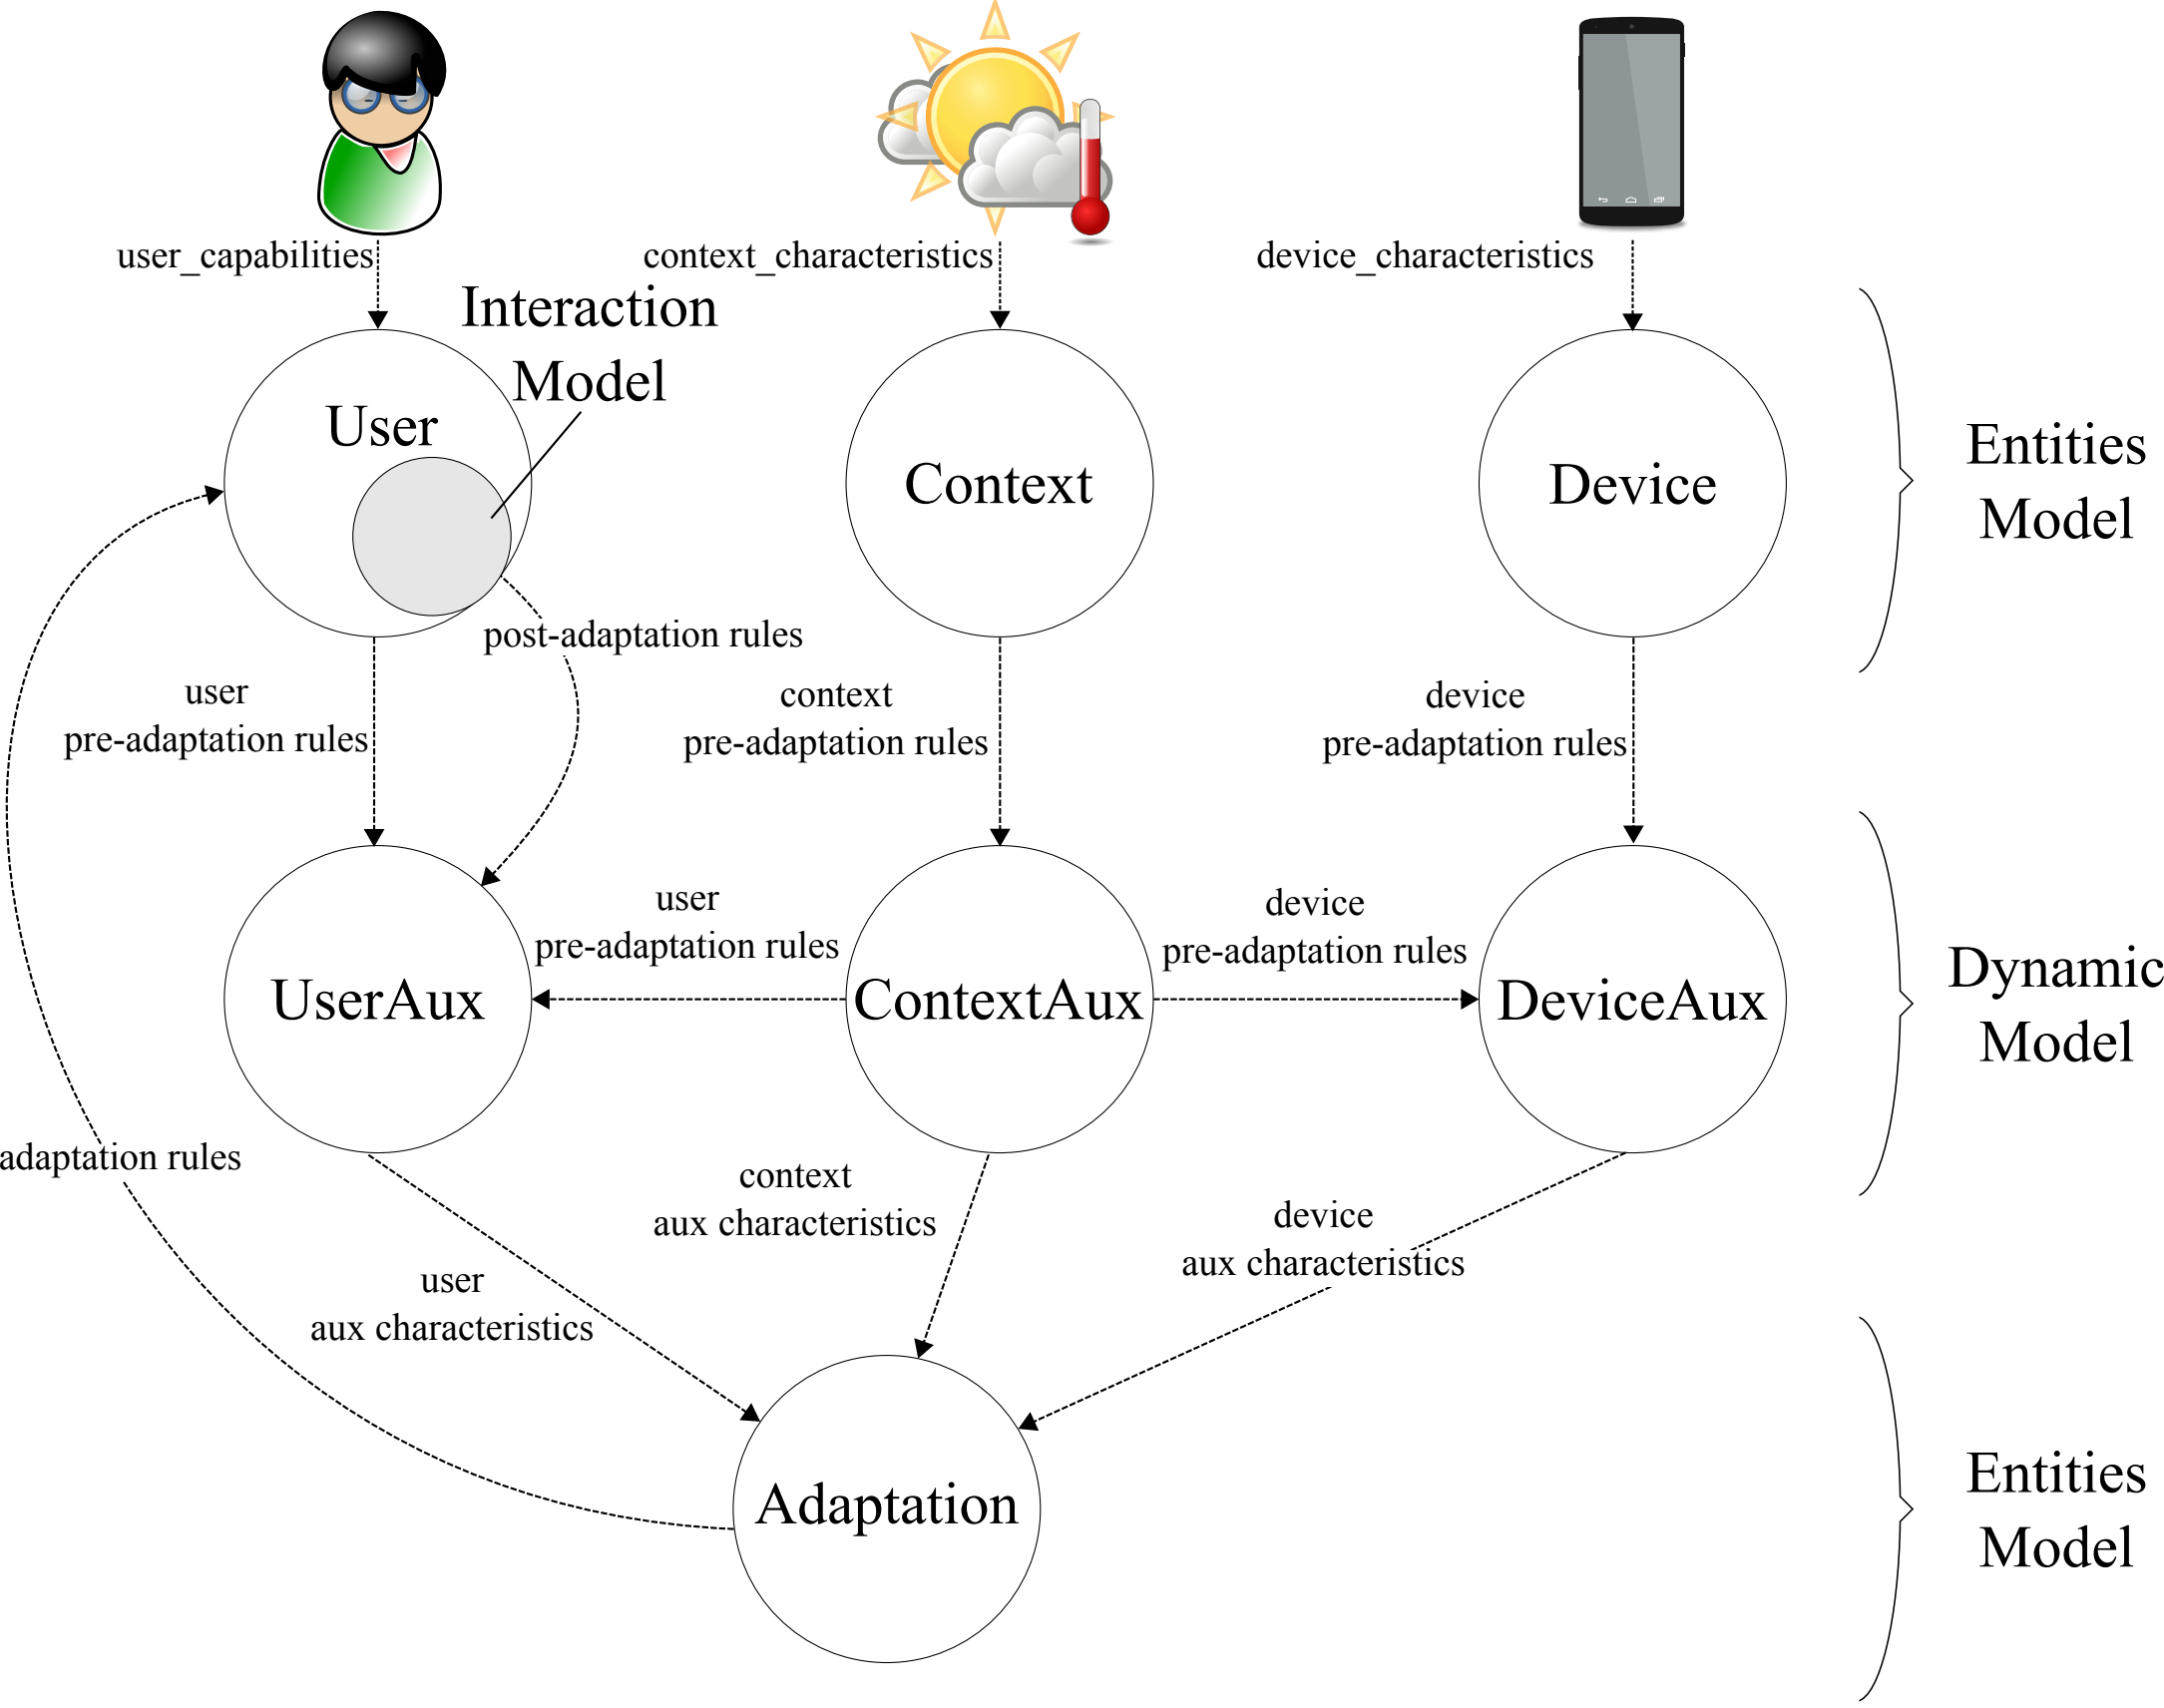 user_capabilities
context_characteristics
device_characteristics
Interaction
Model
User
Context
Device
Entities
Model
post-adaptation rules
user
pre-adaptation rules
context
pre-adaptation rules
device
pre-adaptation rules
user
pre-adaptation rules
device
pre-adaptation rules
UserAux
ContextAux
DeviceAux
Dynamic
Model
adaptation rules
context
aux characteristics
device
aux characteristics
user
aux characteristics
Adaptation
Entities
Model